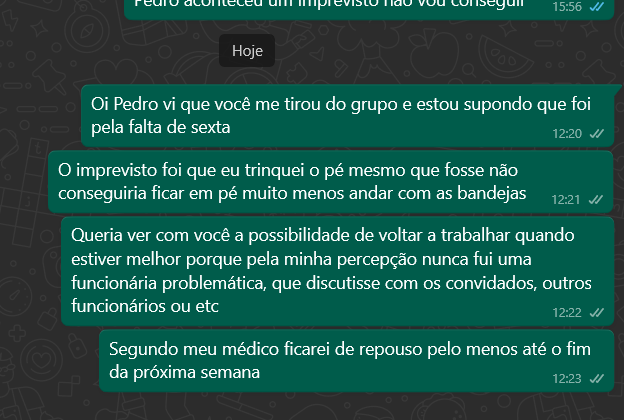 Pedro aconteceu um imprevisto não vou conseguir
15:56
Hoje
Oi Pedro vi que você me tirou do grupo e estou supondo que foi
pela falta de sexta
12:20
O imprevisto foi que eu trinquei o pé mesmo que fosse não
conseguiria ficar em pé muito menos andar com as bandejas
12:21
Queria ver com você a possibilidade de voltar a trabalhar quando
estiver melhor porque pela minha percepção nunca fui uma
funcionária problemática, que discutisse com os convidados, outros
funcionários ou etc
12:22
Segundo meu médico ficarei de repouso pelo menos até o fim
da próxima semana
12:23